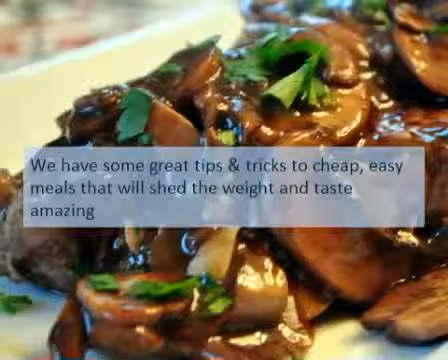 We have some great tips & tricks to cheap, easy
meals that will shed the weight and taste
amazing